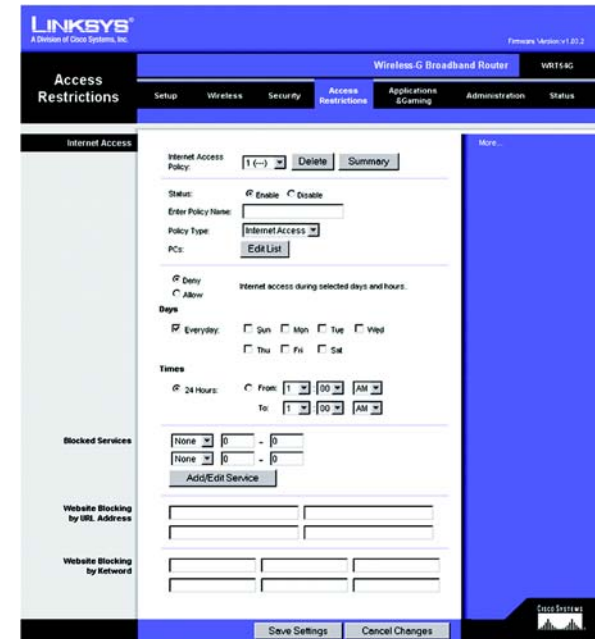 LINKSYS®
A Division of Cisco Systems, Inc.
Firmware Version: v1.03.2
Wireless-G Broadband Router WRT54G
Access Restrictions
Setup Wireless Security Access Restrictions Applications &Gaming Administration Status
Internet Access
More...
Internet Access Policy: 1 (---) Delete Summary
Status: Enable Disable
Enter Policy Name:
Policy Type: Internet Access
PCs: Edit List
Deny
Allow
Internet access during selected days and hours.
Days
Everyday. Sun Mon Tue Wed
Thu Fri Sat
Times
24 Hours: From: 1 : 00 AM
To: 1 : 00 AM
Blocked Services
None 0 - 0
None 0 - 0
Add/Edit Service
Website Blocking by URL Address
Website Blocking by Ketword
Save Settings Cancel Changes
CISCO SYSTEMS